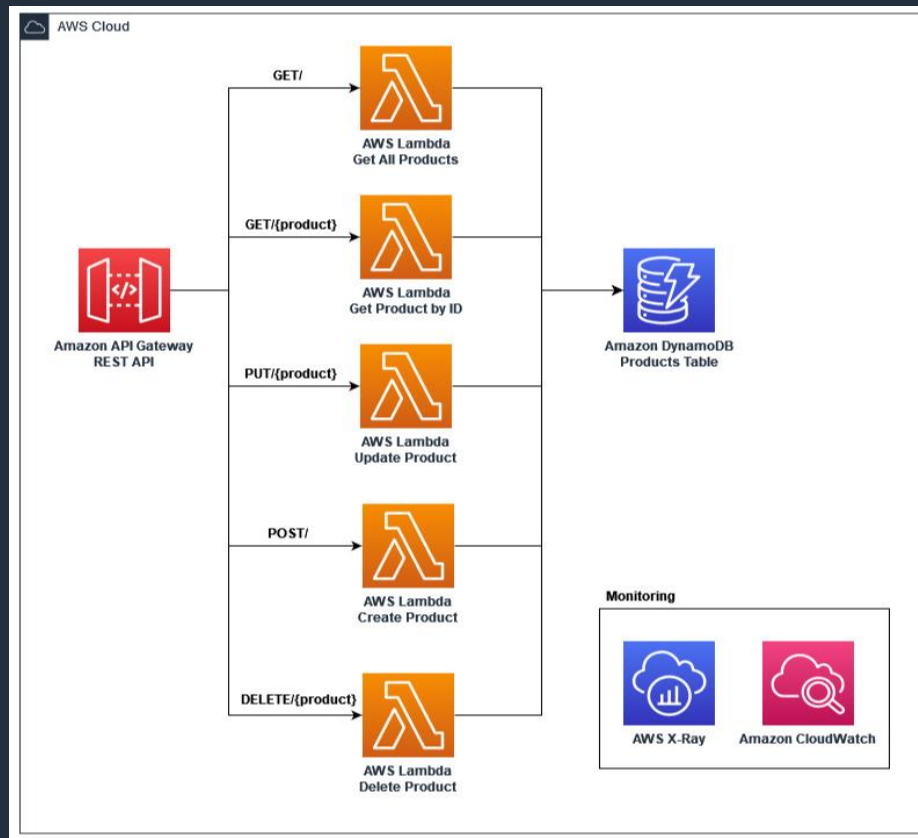 AWS Cloud
GET/
AWS Lambda
Get All Products
GET/{product}
AWS Lambda
Get Product by ID
Amazon API Gateway
REST API
Amazon DynamoDB
Products Table
PUT/{product}
AWS Lambda
Update Product
POST/
AWS Lambda
Create Product
DELETE/{product}
AWS Lambda
Delete Product
Monitoring
AWS X-Ray
Amazon CloudWatch